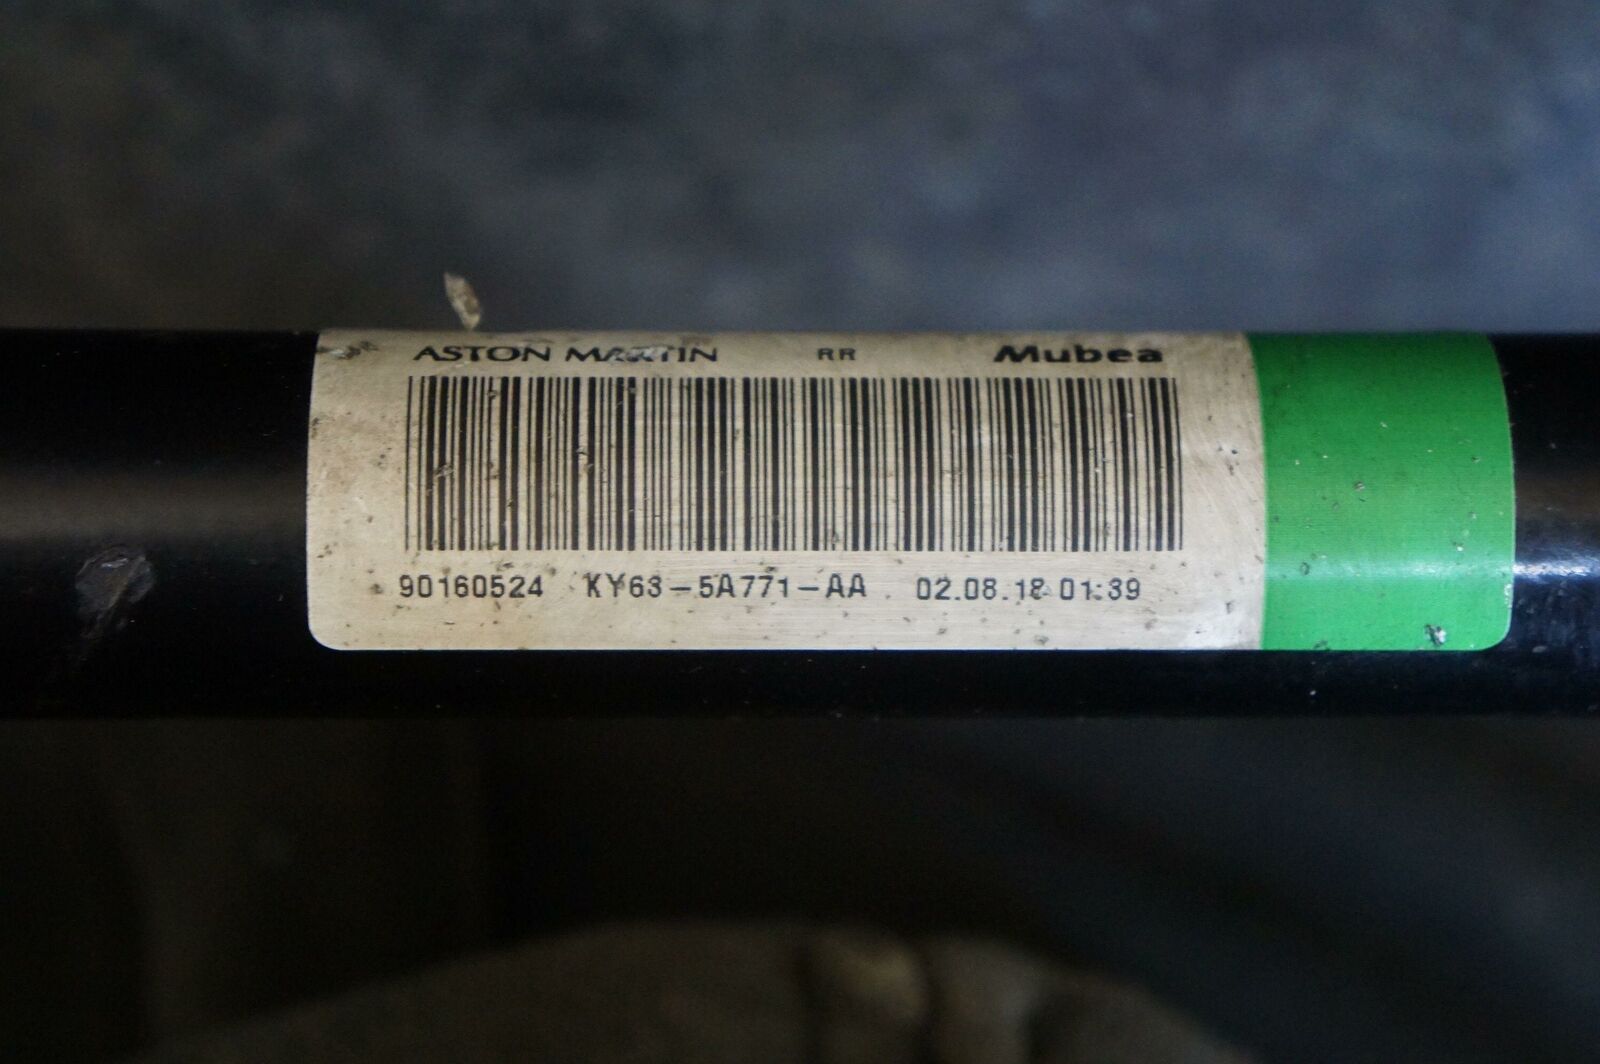 ASTON MARTIN RR Mubea
90160524 KY63-5A771-AA 02.08.18 01:39